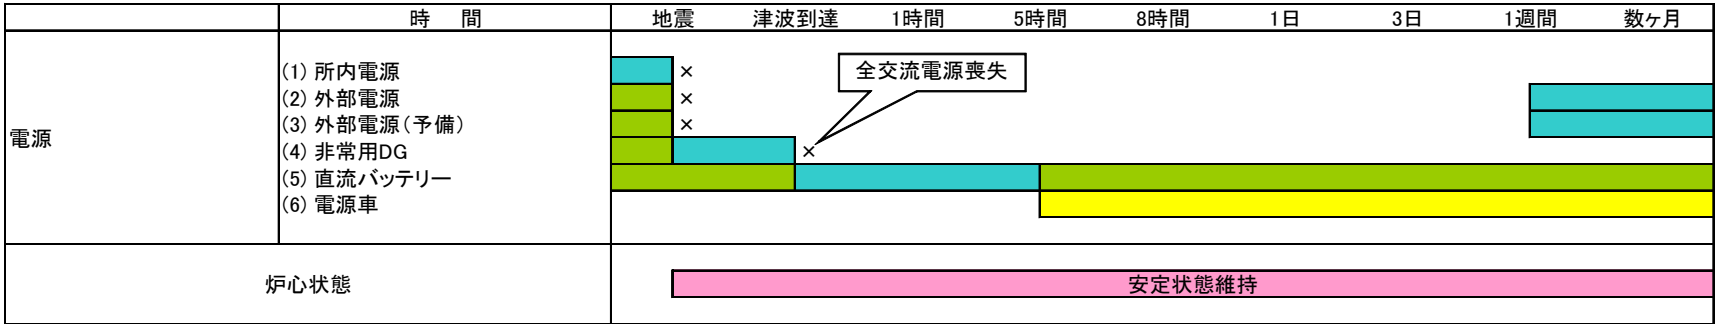 時 間 地震 津波到達 1時間 5時間 8時間 1日 3日 1週間 数ヶ月
(1) 所内電源 ×
全交流電源喪失
(2) 外部電源 ×
(3) 外部電源(予備) ×
電源
(4) 非常用DG ×
(5) 直流バッテリー
(6) 電源車
炉心状態 安定状態維持